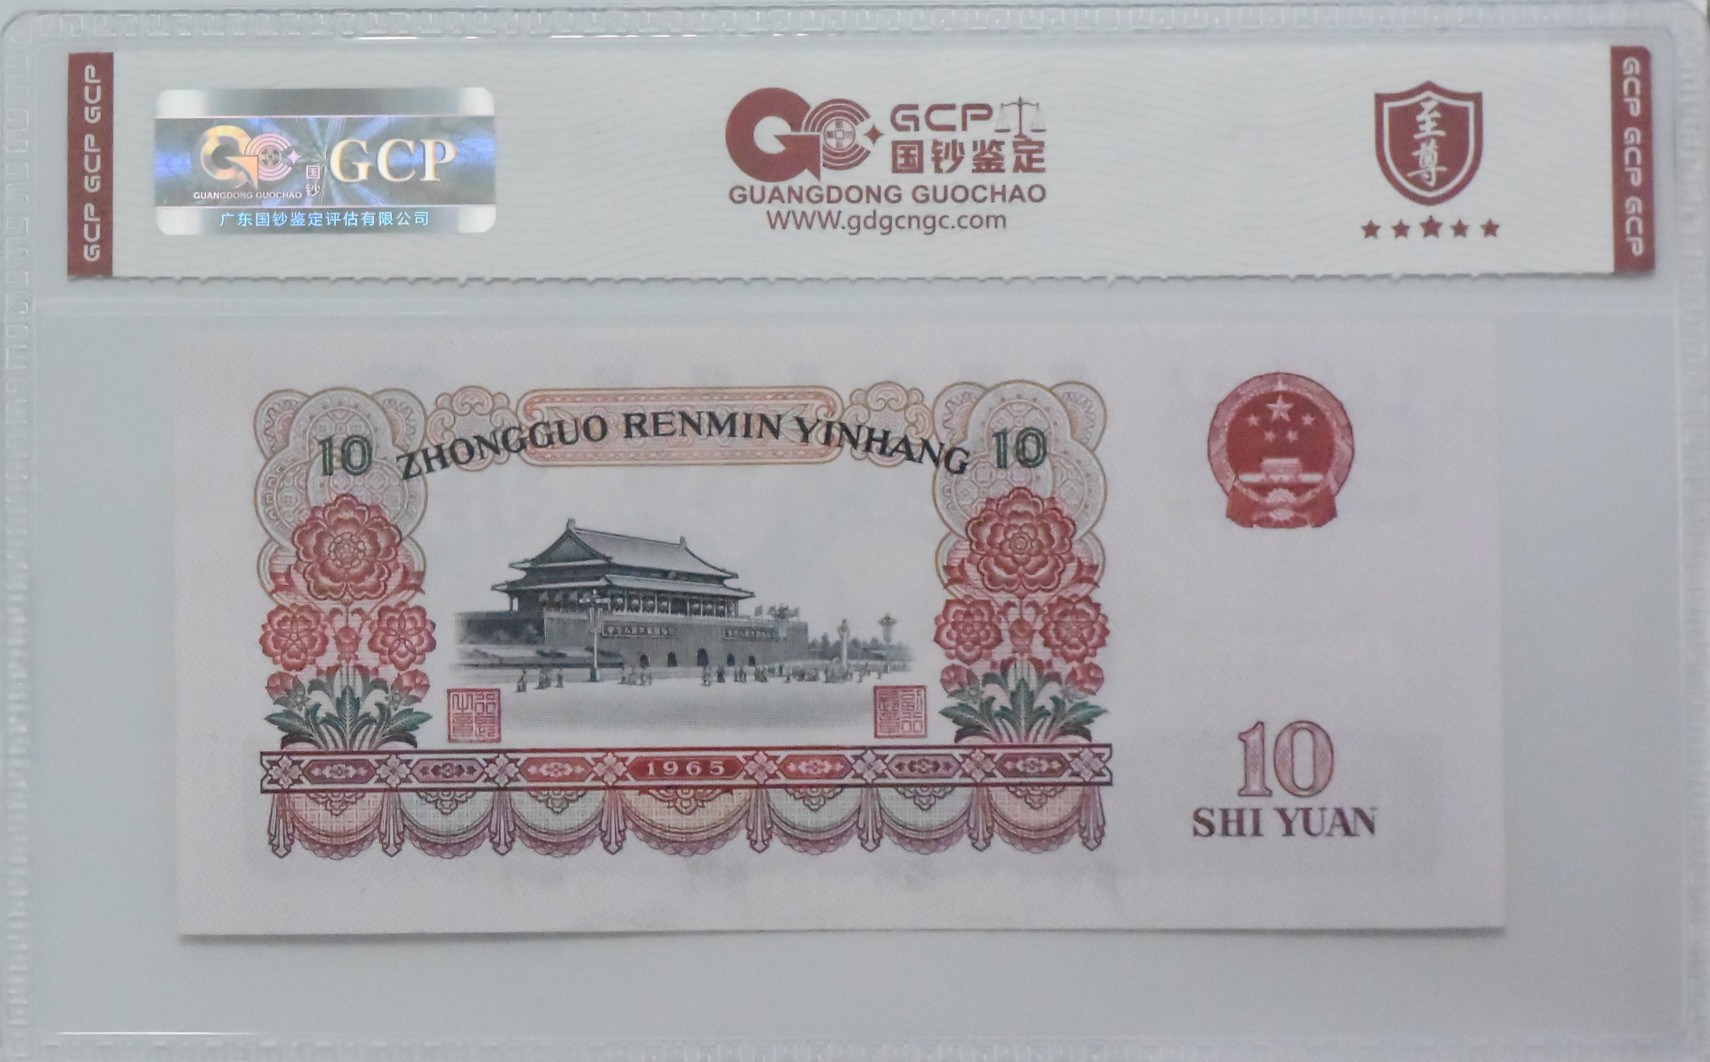 GCP GCP GCP
GCP
国
钞
GUANGDONG GUOCHAO
广东国钞鉴定评估有限公司
GCP
国钞鉴定
GUANGDONG GUOCHAO
WWW.gdgcngc.com
至
尊
GCP GCP GCP
10 ZHONGGUO RENMIN YINHANG 10
1965
10
SHI YUAN